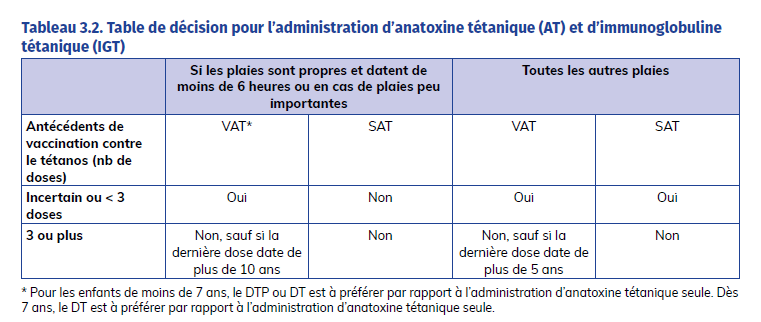 Tableau 3.2. Table de décision pour l’administration d’anatoxine tétanique (AT) et d’immunoglobuline
tétanique (IGT)
Si les plaies sont propres et datent de
moins de 6 heures ou en cas de plaies peu
importantes
Toutes les autres plaies
Antécédents de
vaccination contre
le tétanos (nb de
doses)
VAT*
SAT
VAT
SAT
Incertain ou < 3
doses
Oui
Non
Oui
Oui
3 ou plus
Non, sauf si la
dernière dose date de
plus de 10 ans
Non
Non, sauf si la
dernière dose date de
plus de 5 ans
Non
* Pour les enfants de moins de 7 ans, le DTP ou DT est à préférer par rapport à l’administration d’anatoxine tétanique seule. Dès
7 ans, le DT est à préférer par rapport à l’administration d’anatoxine tétanique seule.